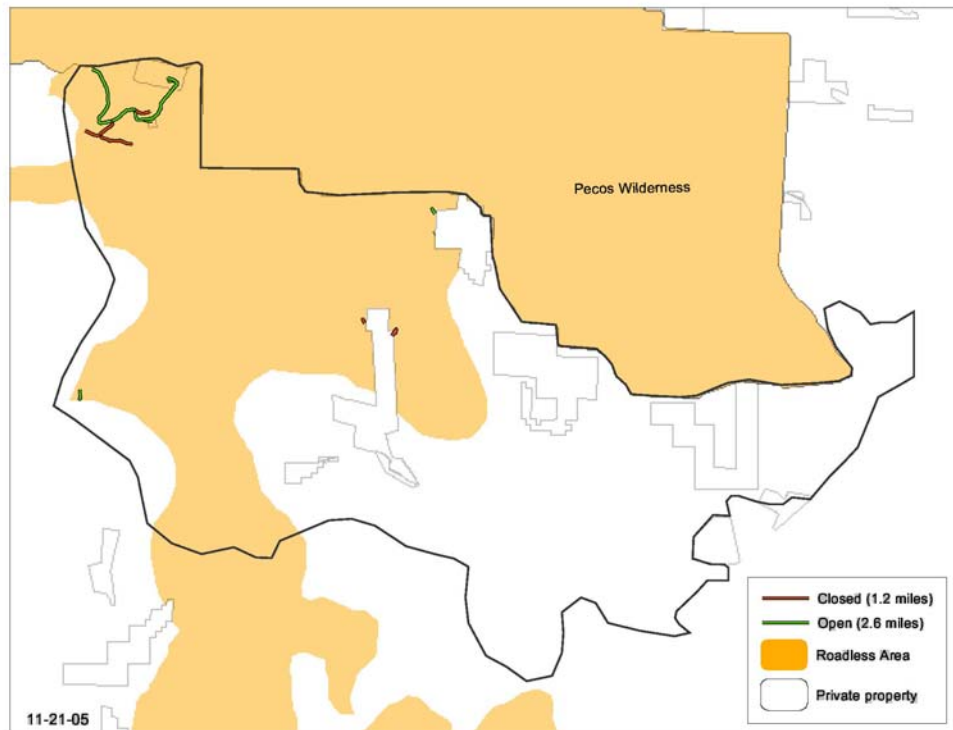 Pecos Wilderness
Closed (1.2 miles)
Open (2.6 miles)
Roadless Area
Private property
11-21-05